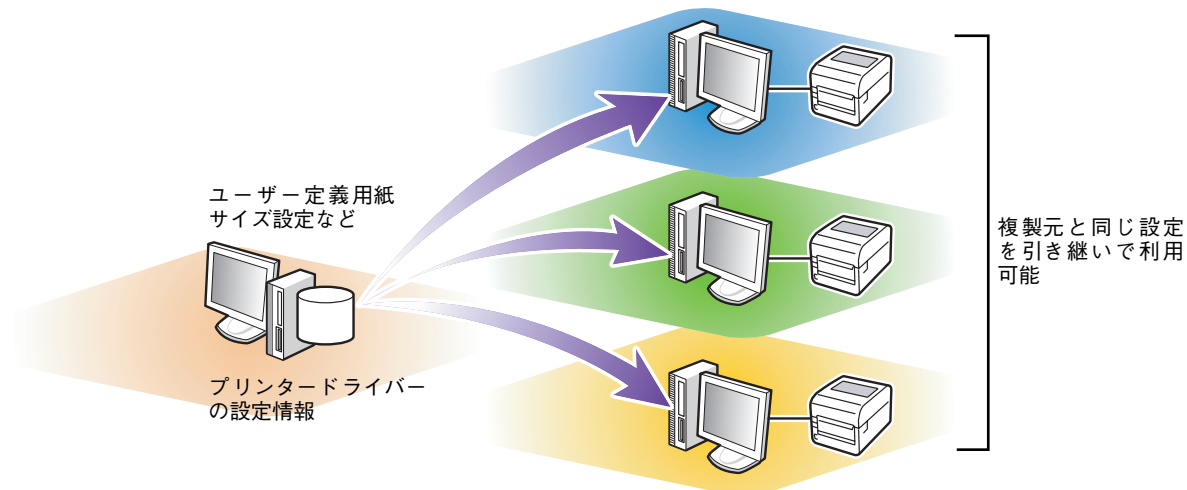 ユーザー定義用紙
サイズ設定など
プリンタードライバー
の設定情報
複製元と同じ設定
を引き継いで利用
可能